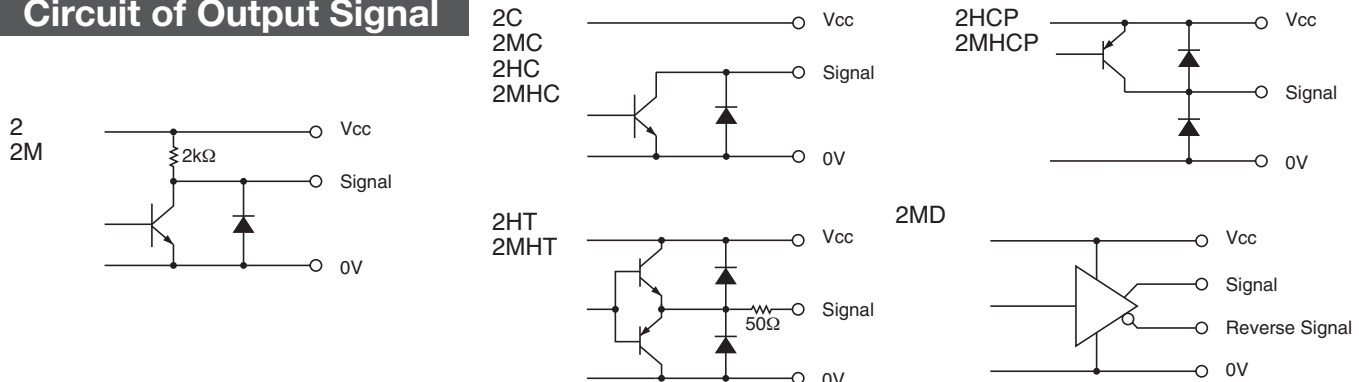 Circuit of Output Signal
2
2M
Vcc
2kΩ
Signal
0V
2C
2MC
2HC
2MHC
Vcc
Signal
0V
2HCP
2MHCP
Vcc
Signal
0V
2HT
2MHT
Vcc
Signal
50Ω
0V
2MD
Vcc
Signal
Reverse Signal
0V